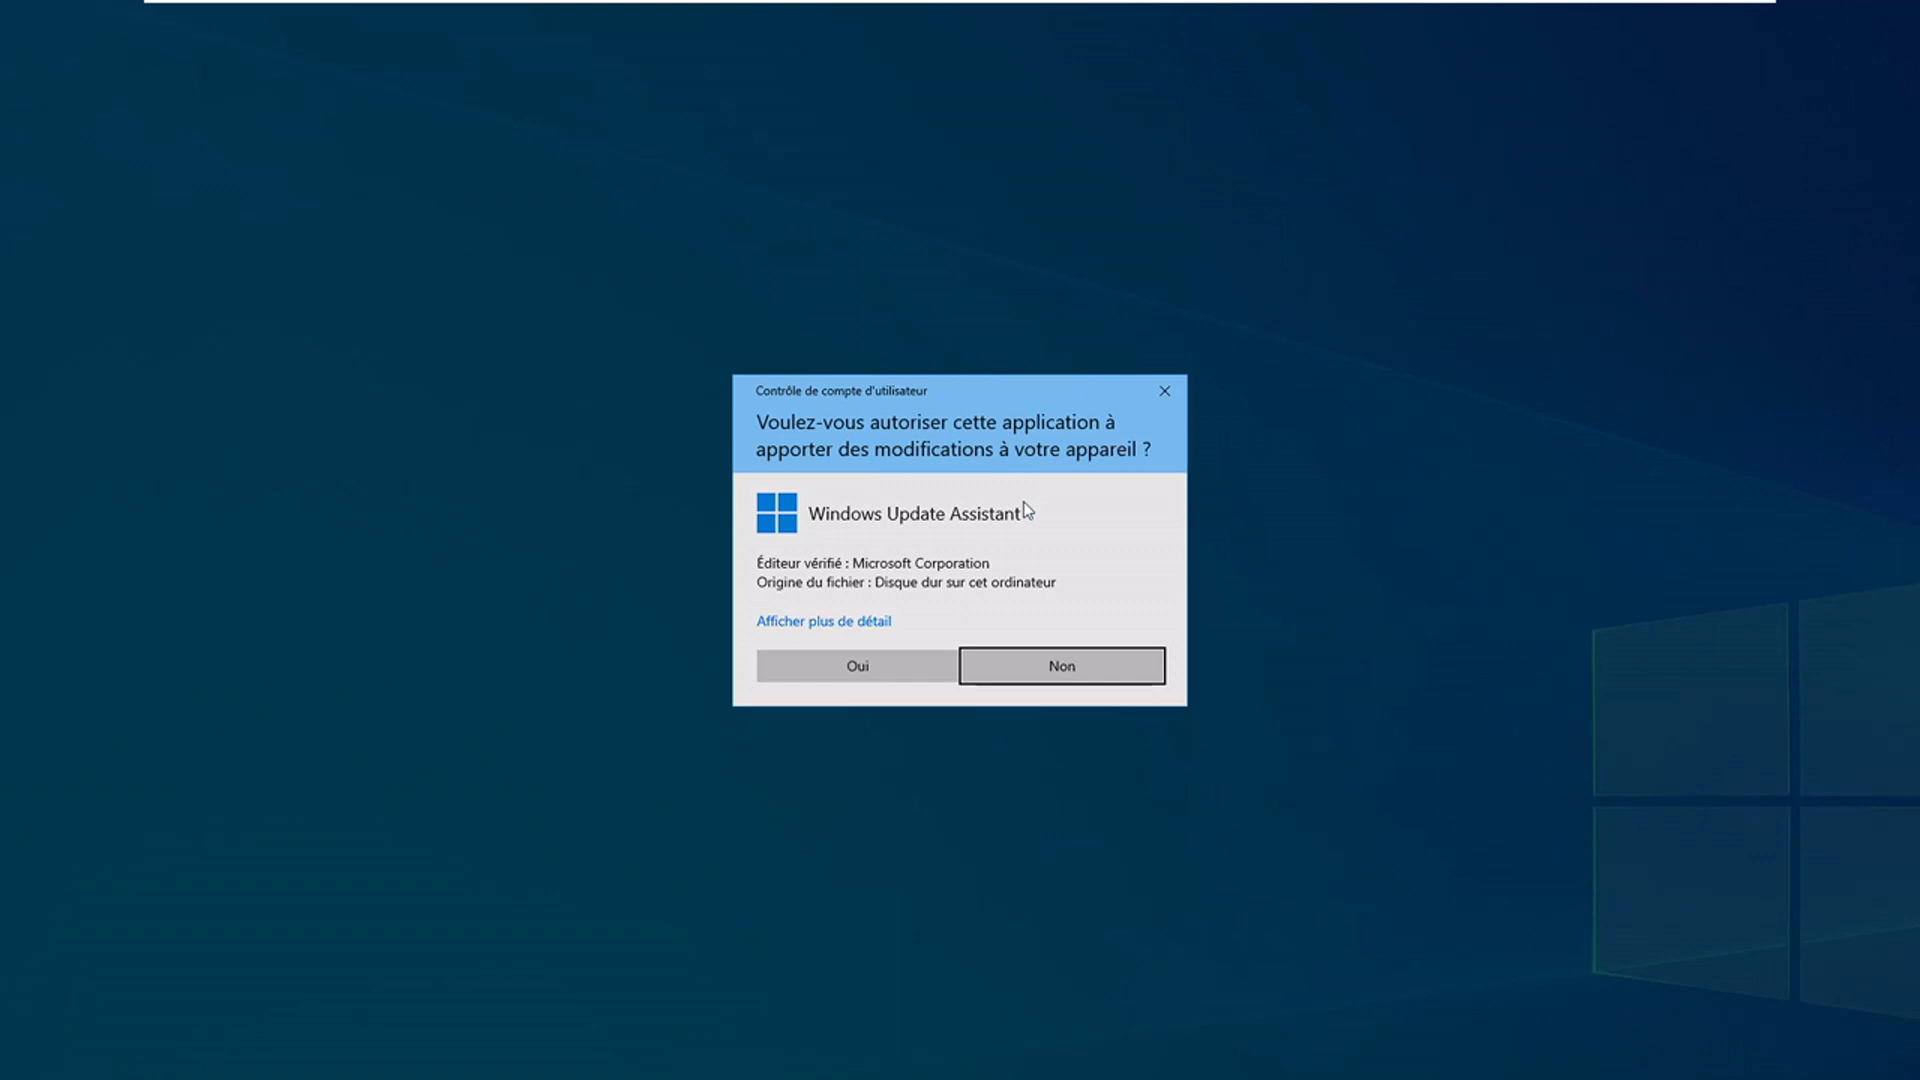 Contrôle de compte d'utilisateur
Voulez-vous autoriser cette application à
apporter des modifications à votre appareil ?
Windows Update Assistant
Éditeur vérifié : Microsoft Corporation
Origine du fichier : Disque dur sur cet ordinateur
Afficher plus de détail
Oui
Non